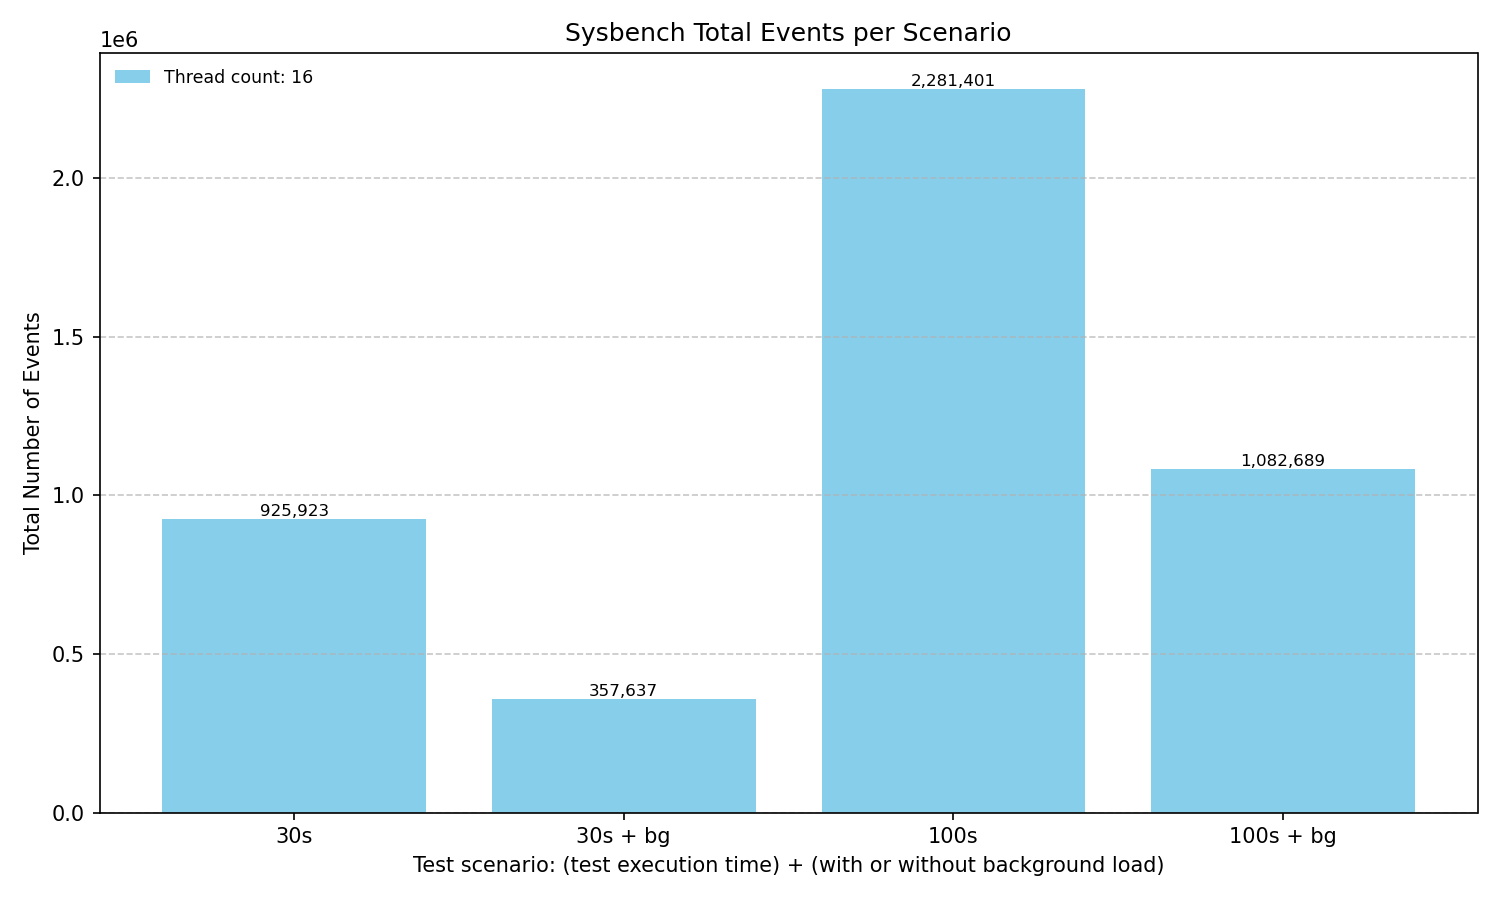 Sysbench Total Events per Scenario
1e6
Thread count: 16
2,281,401
2.0
1.5
1,082,689
1.0
925,923
0.5
357,637
0.0
Total Number of Events
30s
30s + bg
100s
100s + bg
Test scenario: (test execution time) + (with or without background load)